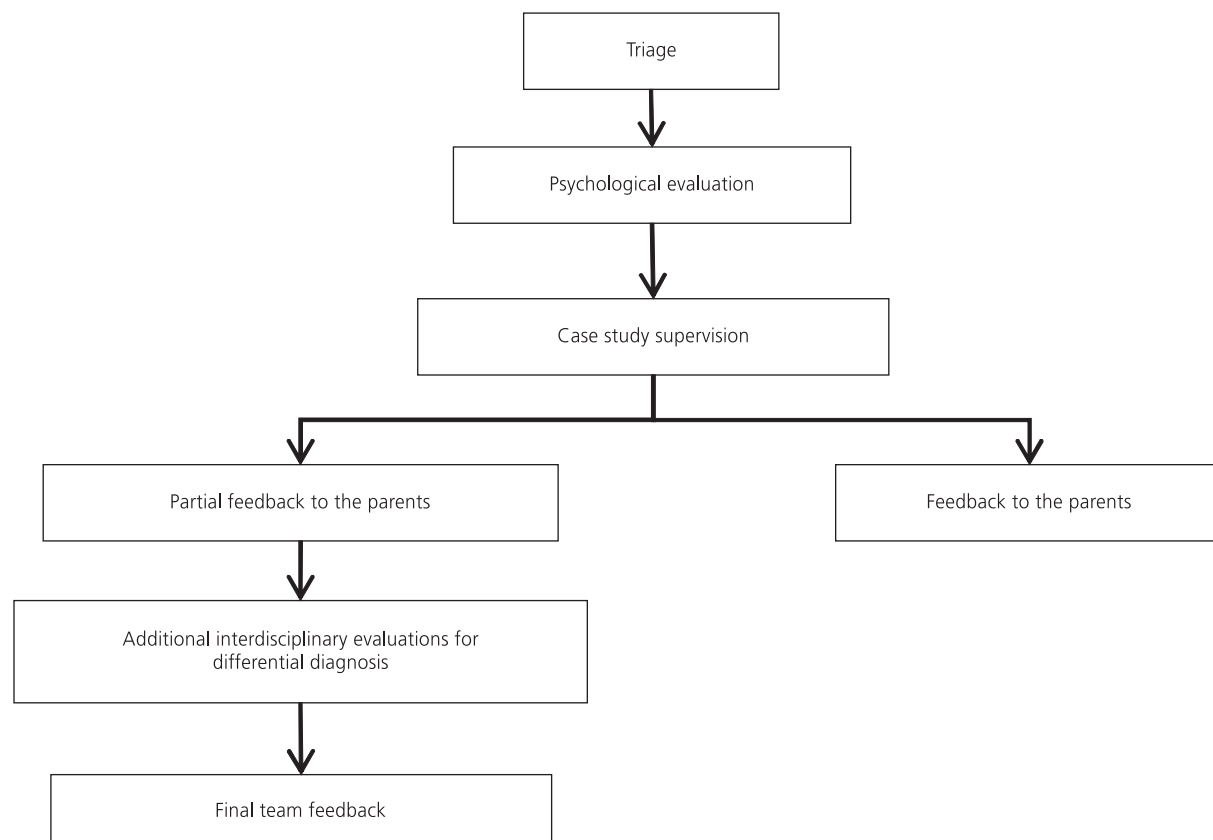 Triage
Psychological evaluation
Case study supervision
Partial feedback to the parents
Feedback to the parents
Additional interdisciplinary evaluations for
differential diagnosis
Final team feedback